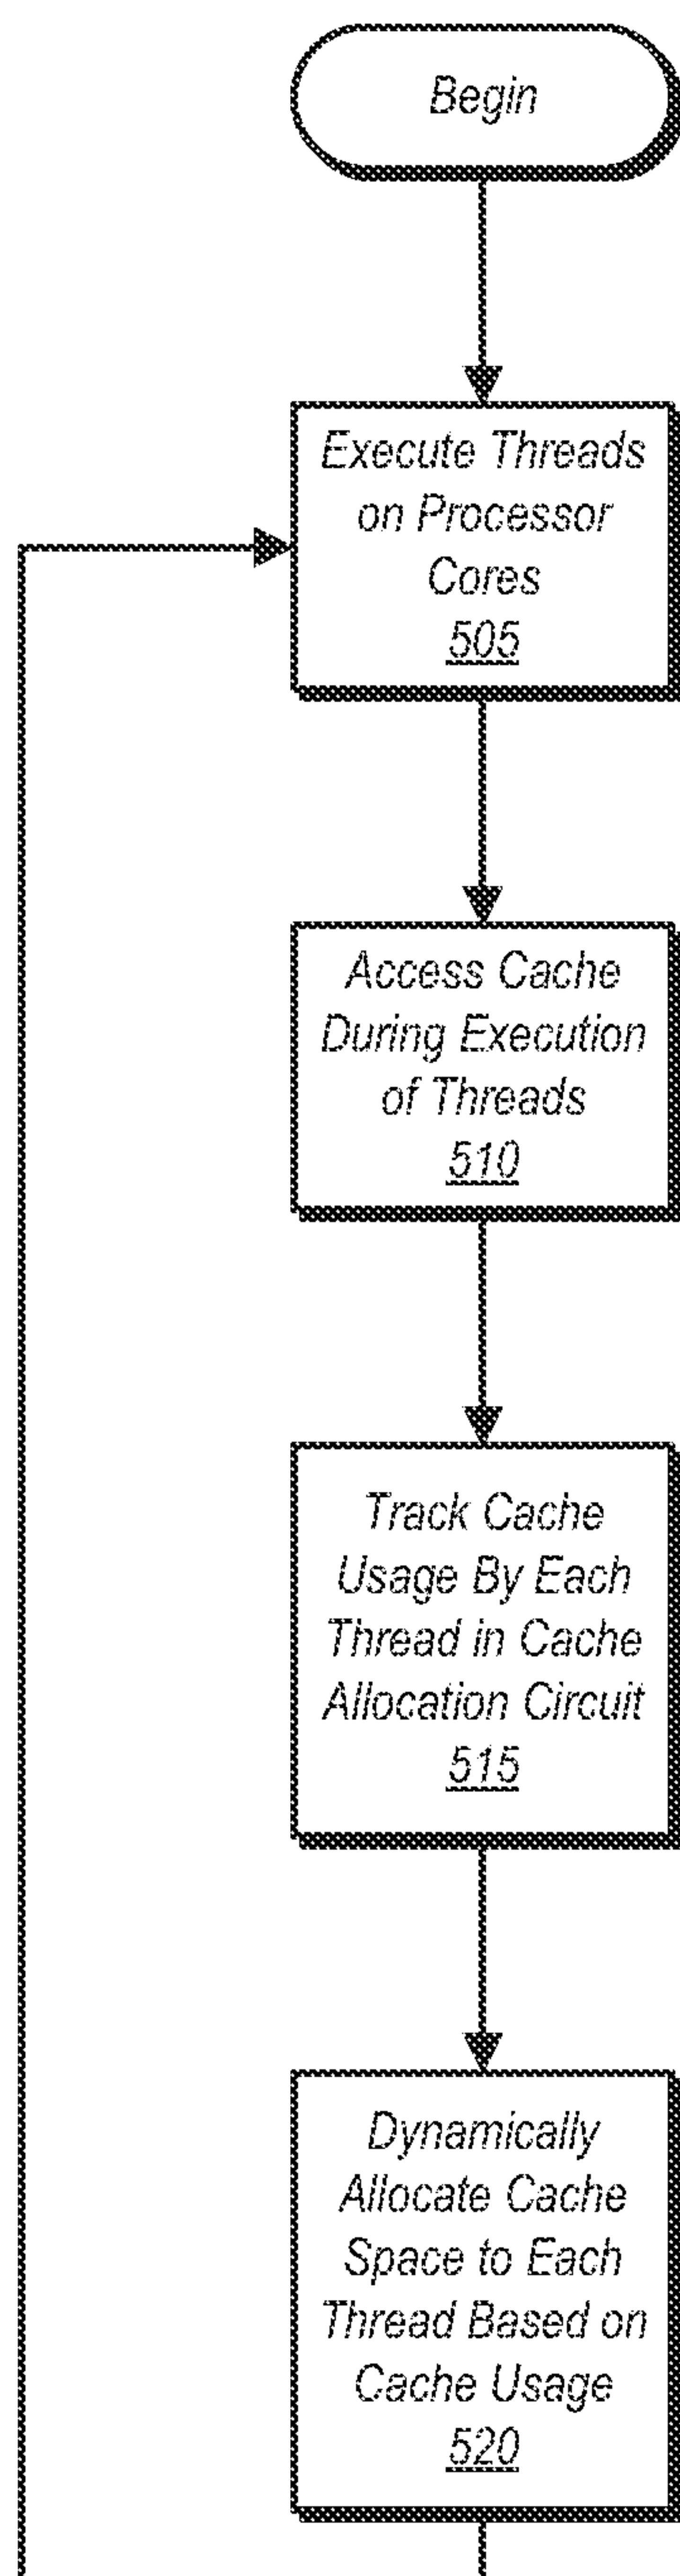 Begin
Execute Threads
on Processor
Cores
505
Access Cache
During Execution
of Threads
510
Track Cache
Usage By Each
Thread in Cache
Allocation Circuit
515
Dynamically
Allocate Cache
Space to Each
Thread Based on
Cache Usage
520